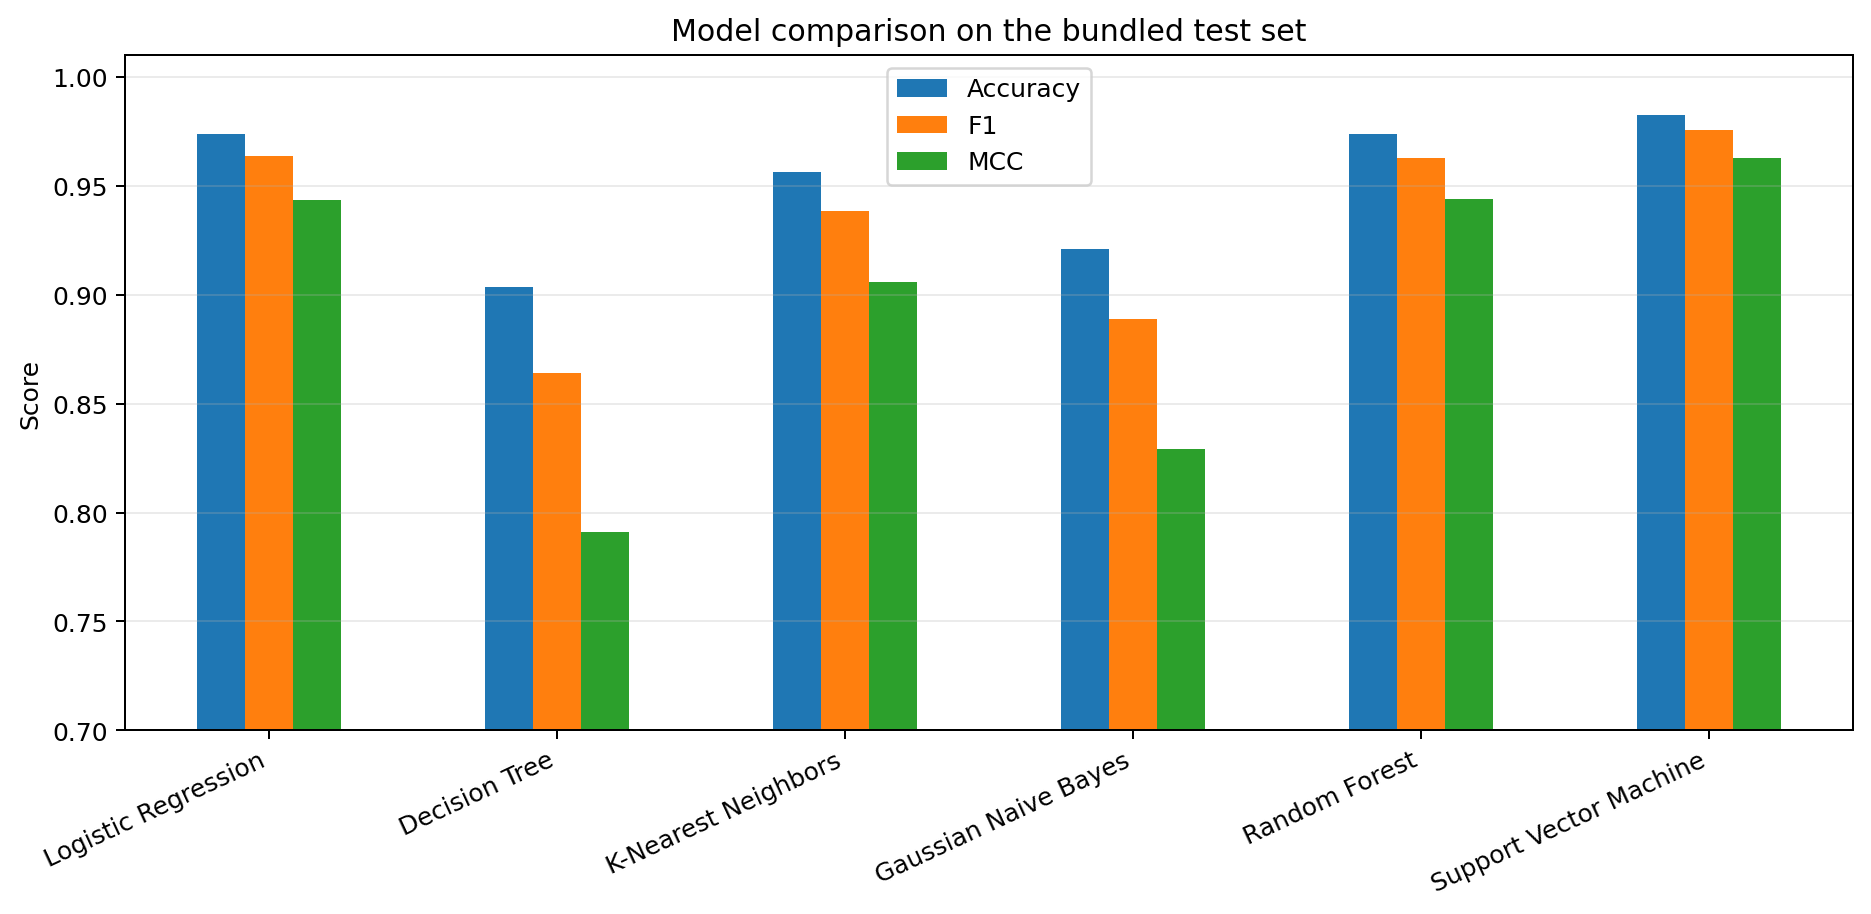 Model comparison on the bundled test set
Accuracy
F1
MCC
Score
1.00
0.95
0.90
0.85
0.80
0.75
0.70
Logistic Regression
Decision Tree
K-Nearest Neighbors
Gaussian Naive Bayes
Random Forest
Support Vector Machine